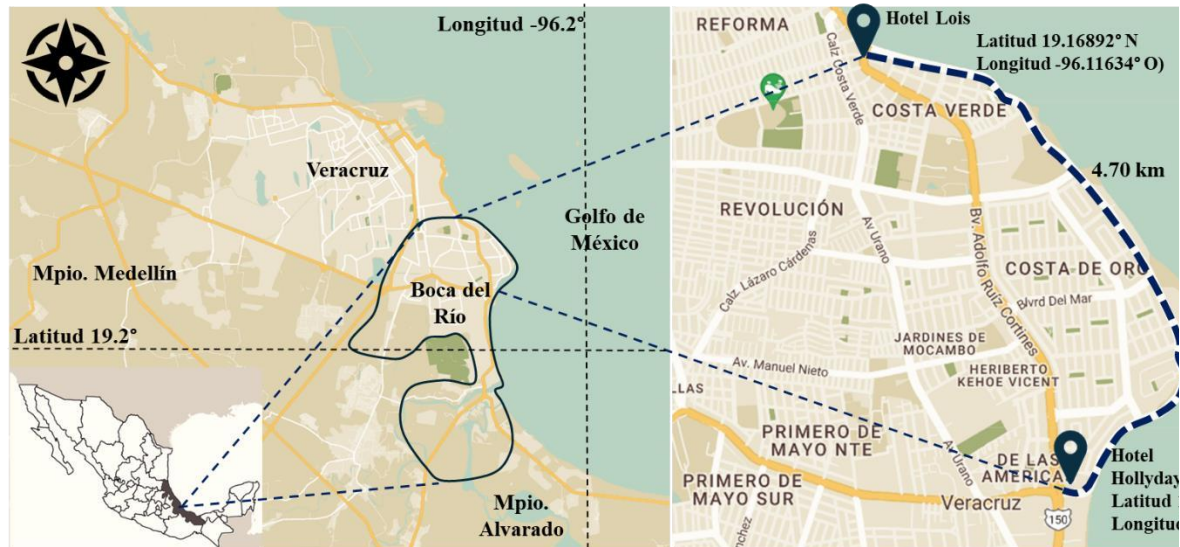 Longitud -96.2°
Veracruz
Golfo de
México
Mpio. Medellín
Boca del
Río
Latitud 19.2°
Mpio.
Alvarado
REFORMA
Hotel Lois
Latitud 19.16892° N
Longitud -96.11634° O)
Calz Costa Verde
COSTA VERDE
4.70 km
REVOLUCIÓN
Av Urano
Bv. Adolfo Ruíz Cortines
Calz. Lázaro Cárdenas
COSTA DE ORO
Blvrd Del Mar
JARDINES DE
MOCAMBO
Av. Manuel Nieto
HERIBERTO
KEHOE VICENT
LLAS
PRIMERO DE
MAYO NTE
Av Urano
DE LAS
AMERICA
PRIMERO DE
MAYO SUR
Veracruz
150
Hotel
Hollyday
Latitud 1
Longitud